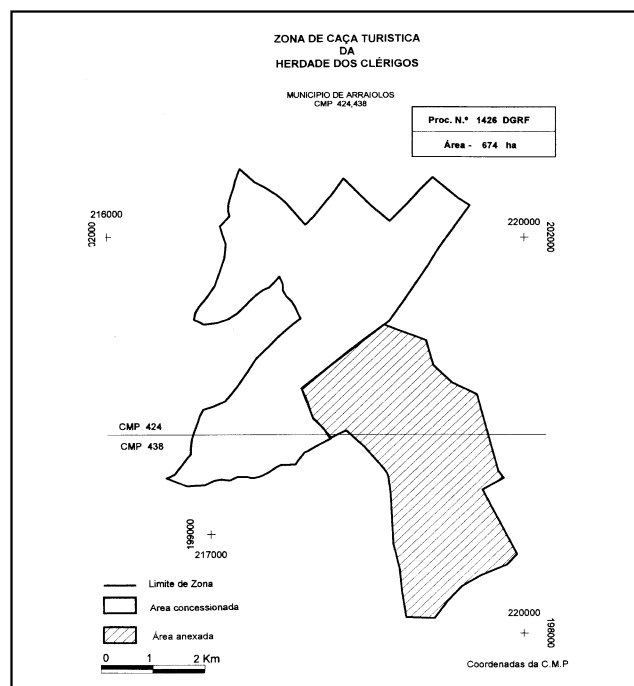 ZONA DE CAÇA TURISTICA
DA
HERDADE DOS CLÉRIGOS
MUNICIPIO DE ARRAIOLOS
CMP 424,438
Proc. N.º 1426 DGRF
Área - 674 ha
216000
220000
202000
CMP 424
CMP 438
199000
217000
Limite de Zona
Area concessionada
Área anexada
0 1 2 Km
220000
198000
Coordenadas da C.M.P